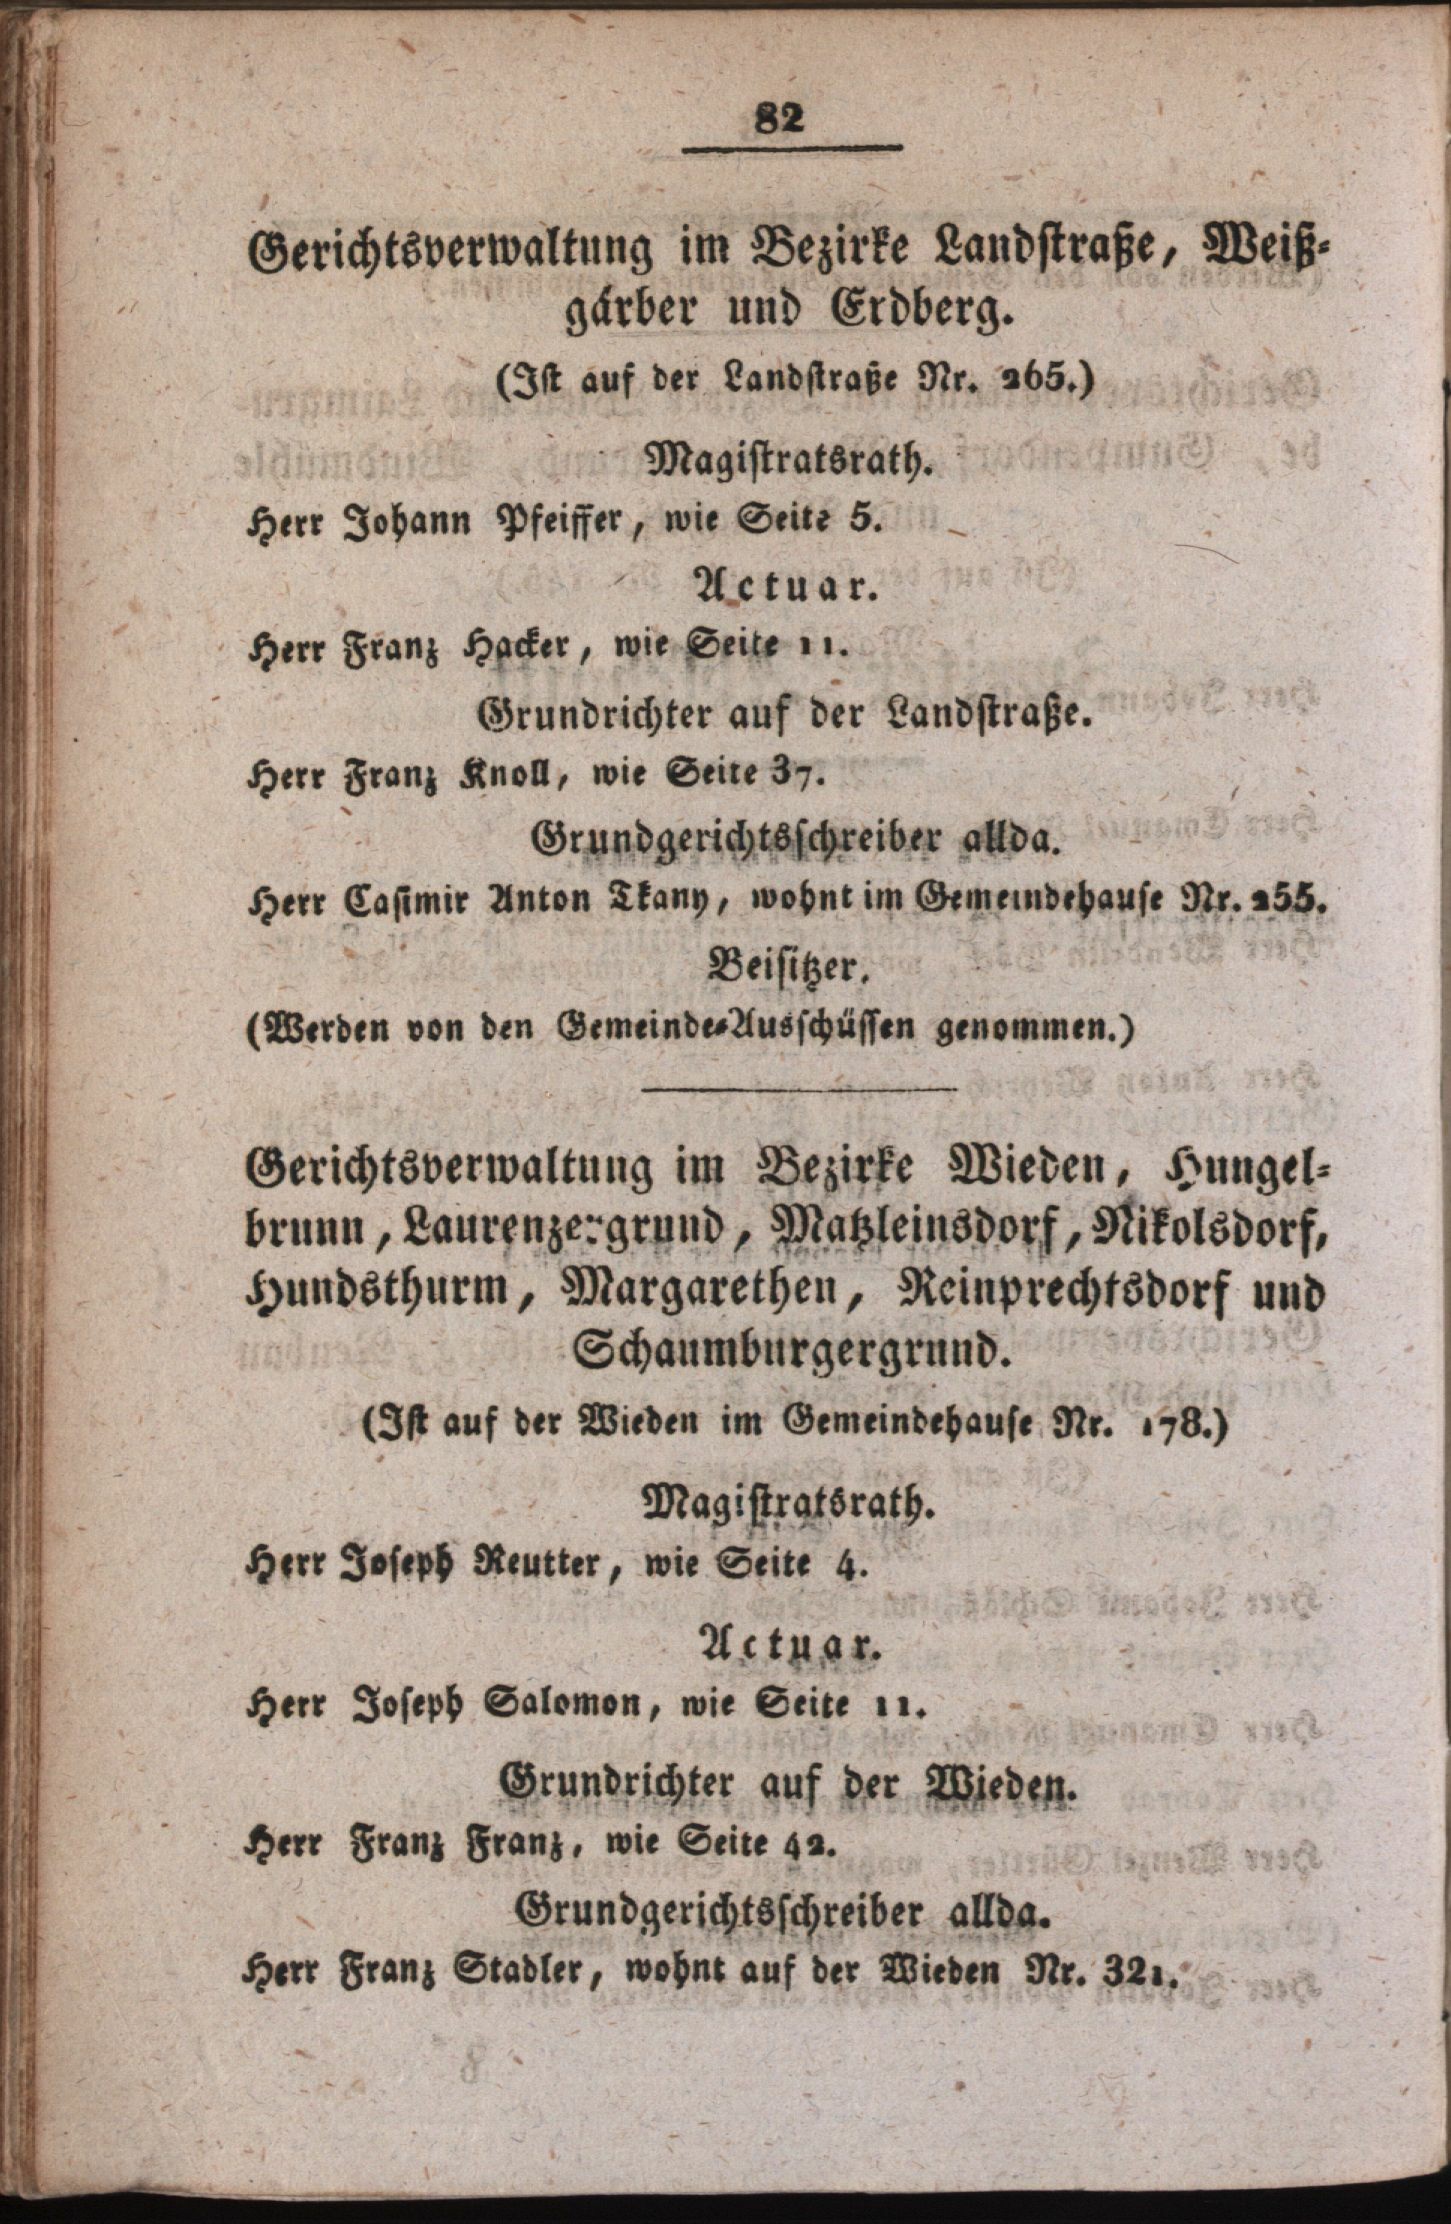 82
Gerichtsverwaltung im Bezirke Landstraße, Weiß-
gärber und Erdberg.
(Ist auf der Landstraße Nr. 265.)
Magistratsrath.
Herr Johann Pfeiffer, wie Seite 5.
Actuar.
Herr Franz Hacker, wie Seite 11.
Grundrichter auf der Landstraße.
Herr Franz Knoll, wie Seite 37.
Grundgerichtsschreiber allda.
Herr Casimir Anton Tkany, wohnt im Gemeindehause Nr. 255.
Beisitzer.
(Werden von den Gemeinde-Ausschüssen genommen.)
Gerichtsverwaltung im Bezirke Wieden, Hungel-
brunn, Laurenzergrund, Matzleinsdorf, Nikolsdorf,
Hundsthurm, Margarethen, Reinprechtsdorf und
Schaumburgergrund.
(Ist auf der Wieden im Gemeindehause Nr. 178.)
Magistratsrath.
Herr Joseph Reutter, wie Seite 4.
Actuar.
Herr Joseph Salomon, wie Seite 11.
Grundrichter auf der Wieden.
Herr Franz Franz, wie Seite 42.
Grundgerichtsschreiber allda.
Herr Franz Stadler, wohnt auf der Wieden Nr. 321.